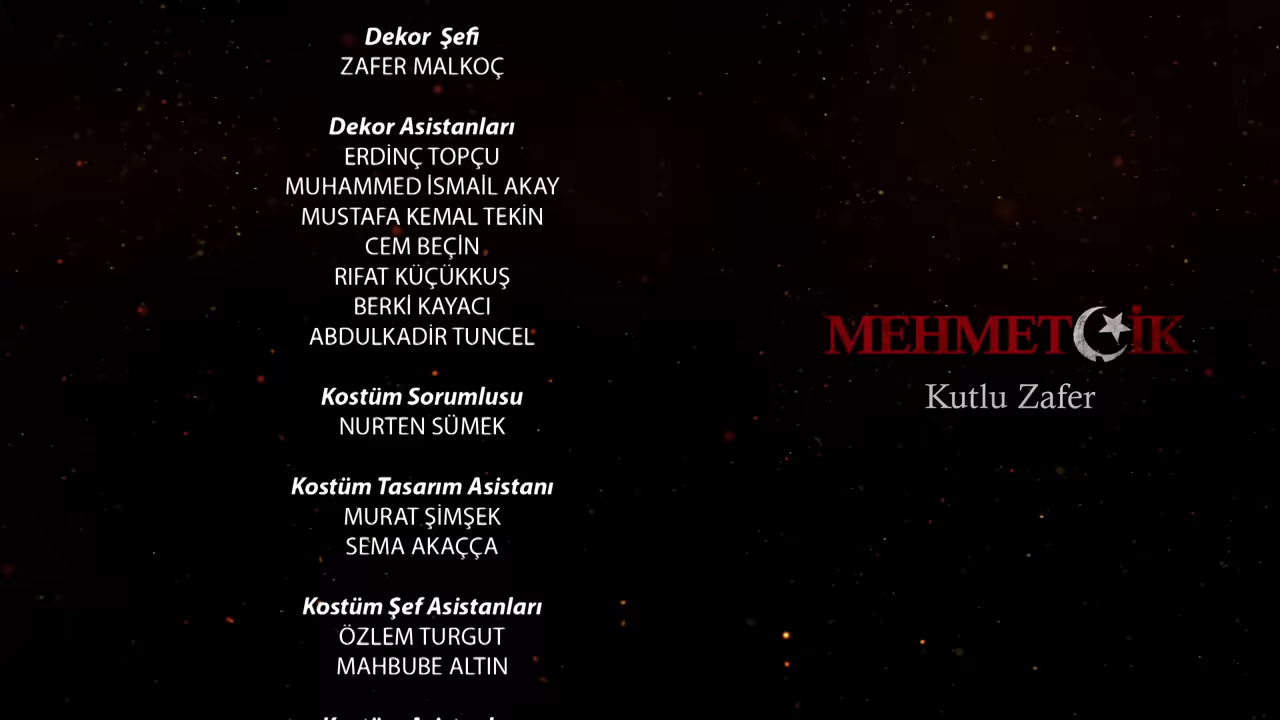 Dekor Şefi
ZAFER MALKOÇ
Dekor Asistanları
ERDİNÇ TOPÇU
MUHAMMED İSMAİL AKAY
MUSTAFA KEMAL TEKİN
CEM BEÇİN
RIFAT KÜÇÜKKUŞ
BERKİ KAYACI
ABDULKADİR TUNCEL
Kostüm Sorumlusu
NURTEN SÜMEK
Kostüm Tasarım Asistanı
MURAT ŞİMŞEK
SEMA AKAÇÇA
Kostüm Şef Asistanları
ÖZLEM TURGUT
MAHBUBE ALTIN
MEHMETCİK
Kutlu Zafer